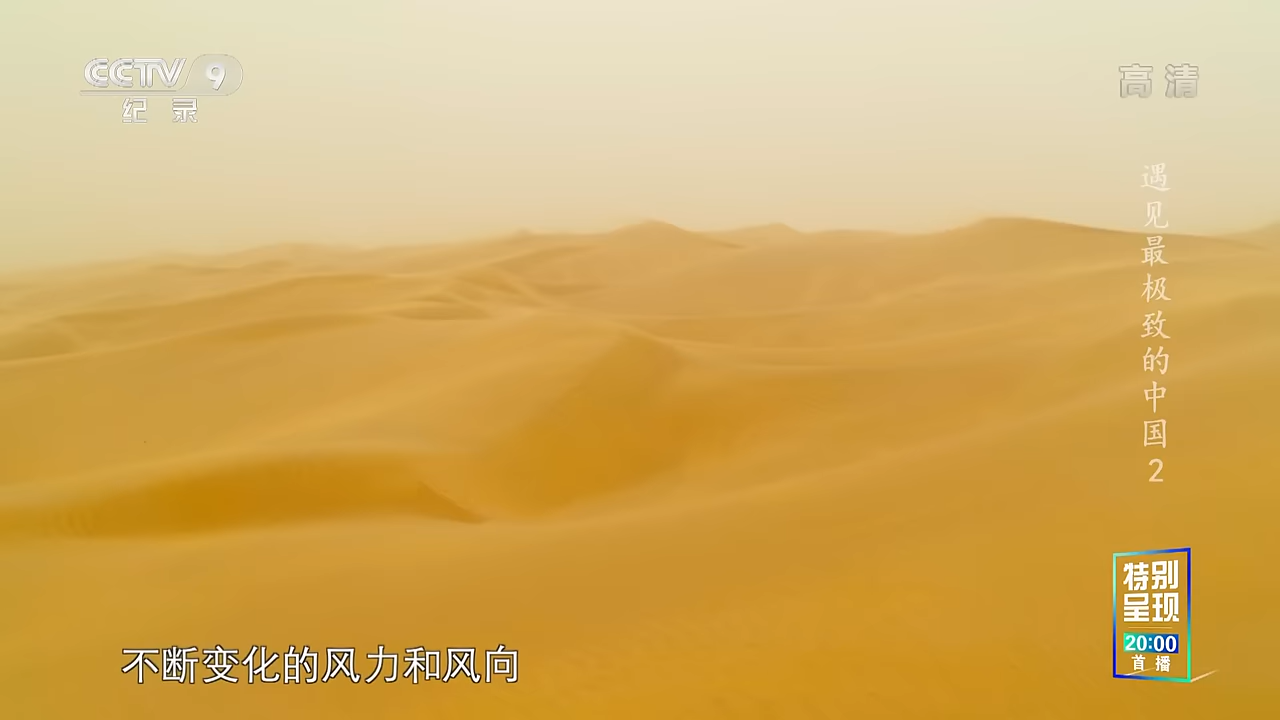 CCTV 9
纪 录
高清
遇见最极致的中国2
特别
呈现
20:00
首播
不断变化的风力和风向